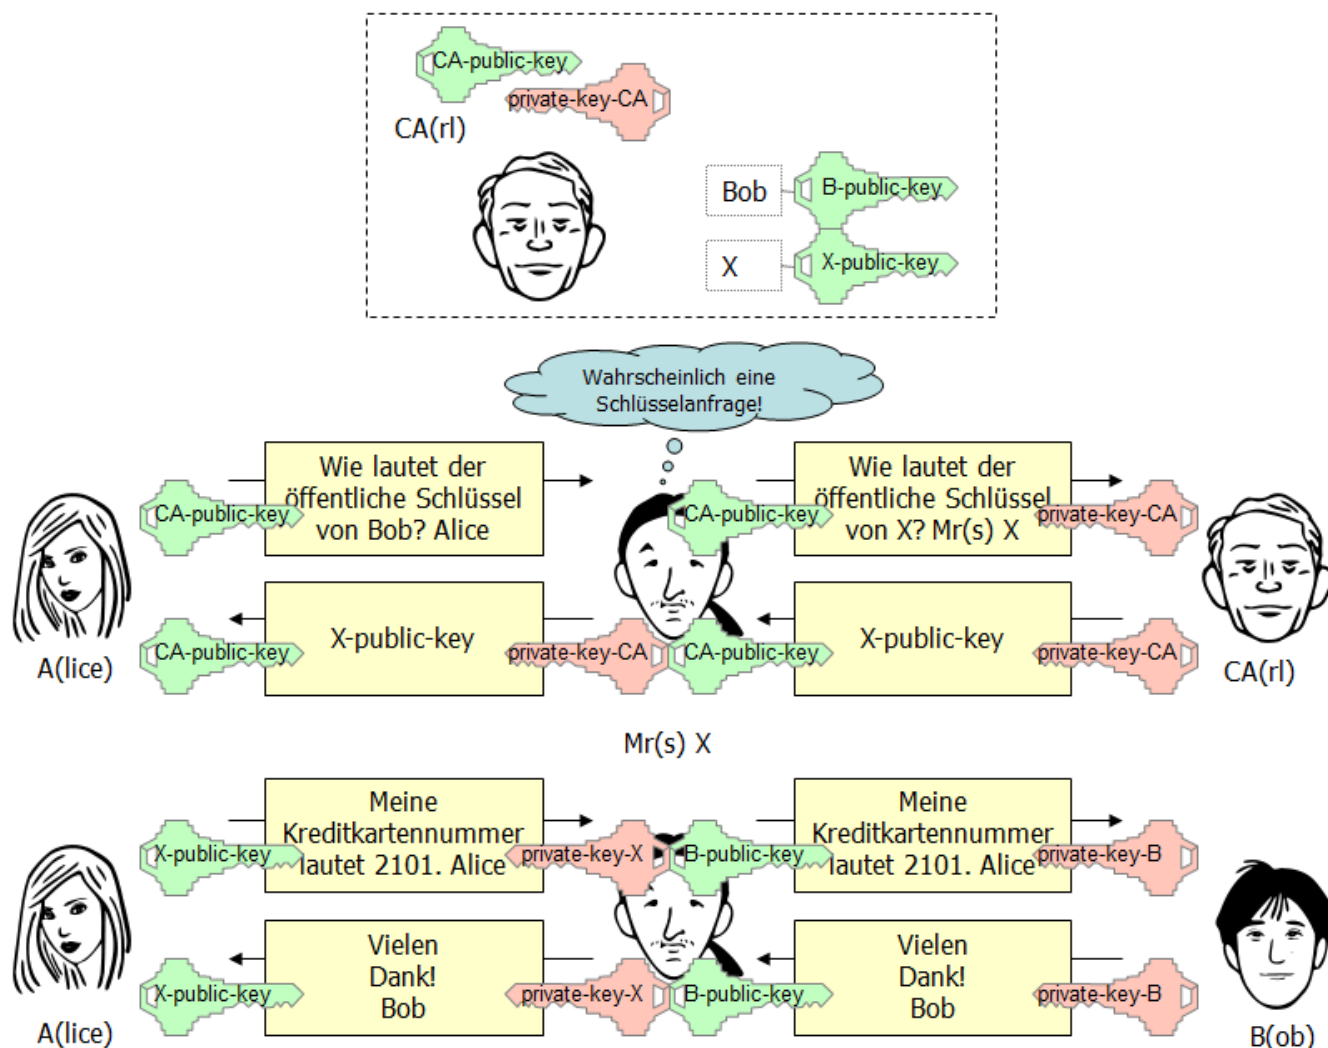 CA-public-key
private-key-CA
CA(rl)
Bob
B-public-key
X
X-public-key
Wahrscheinlich eine
Schlüsselanfrage!
Wie lautet der
öffentliche Schlüssel
von Bob? Alice
CA-public-key
CA-public-key
Wie lautet der
öffentliche Schlüssel
von X? Mr(s) X
private-key-CA
A(lice)
CA-public-key
X-public-key
private-key-CA
CA-public-key
X-public-key
private-key-CA
CA(rl)
Mr(s) X
Meine
Kreditkartennummer
lautet 2101. Alice
X-public-key
private-key-X
B-public-key
Meine
Kreditkartennummer
lautet 2101. Alice
private-key-B
A(lice)
X-public-key
Vielen
Dank!
Bob
private-key-X
B-public-key
Vielen
Dank!
Bob
private-key-B
B(ob)